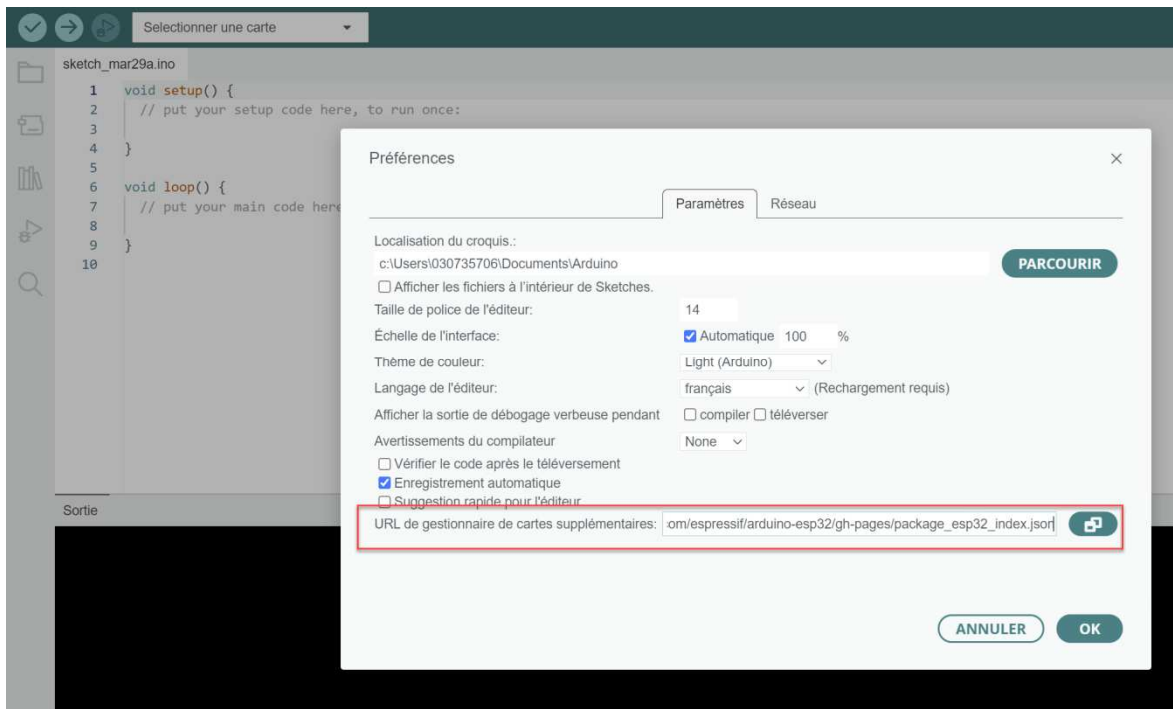 Selectionner une carte
sketch_mar29a.ino
1 void setup() {
2 // put your setup code here, to run once:
3
4 }
5
6 void loop() {
7 // put your main code here
8
9 }
10
Sortie
Préférences
Paramètres Réseau
Localisation du croquis.:
c:\Users\030735706\Documents\Arduino PARCOURIR
Afficher les fichiers à l'intérieur de Sketches.
Taille de police de l'éditeur: 14
Échelle de l'interface: Automatique 100 %
Thème de couleur: Light (Arduino)
Langage de l'éditeur: français (Rechargement requis)
Afficher la sortie de débogage verbeuse pendant compiler téléverser
Avertissements du compilateur None
Vérifier le code après le téléversement
Enregistrement automatique
Suggestion rapide pour l'éditeur
URL de gestionnaire de cartes supplémentaires: om/espressif/arduino-esp32/gh-pages/package_esp32_index.json
ANNULER OK